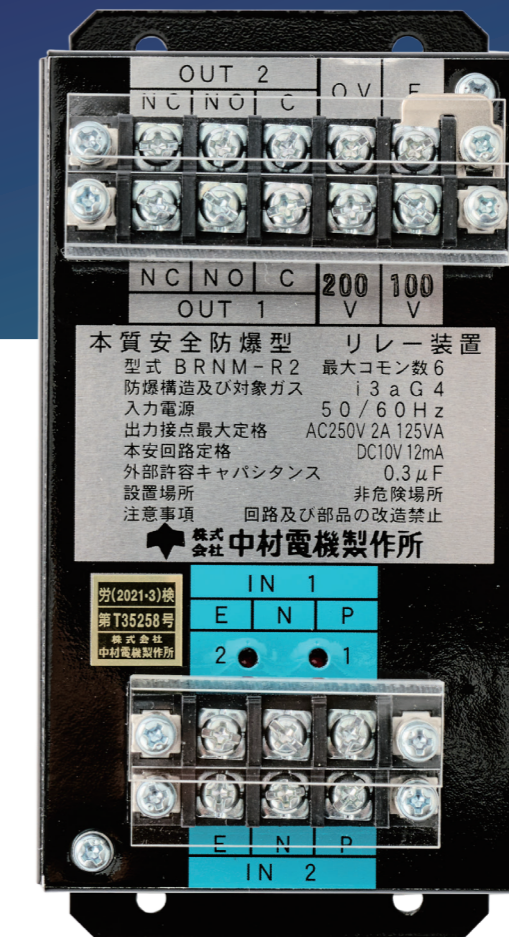 OUT 2
NC NO C 0V E
NC NO C 200V 100V
OUT 1
本質安全防爆型 リレー装置
型式 BRNM-R2 最大コモン数6
防爆構造及び対象ガス i3aG4
入力電源 50/60Hz
出力接点最大定格 AC250V 2A 125VA
本安回路定格 DC10V 12mA
外部許容キャパシタンス 0.3μF
設置場所 非危険場所
注意事項 回路及び部品の改造禁止
株式会社 中村電機製作所
労(2021・3)検
第T35258号
株式会社
中村電機製作所
IN 1
E N P
2 1
E N P
IN 2